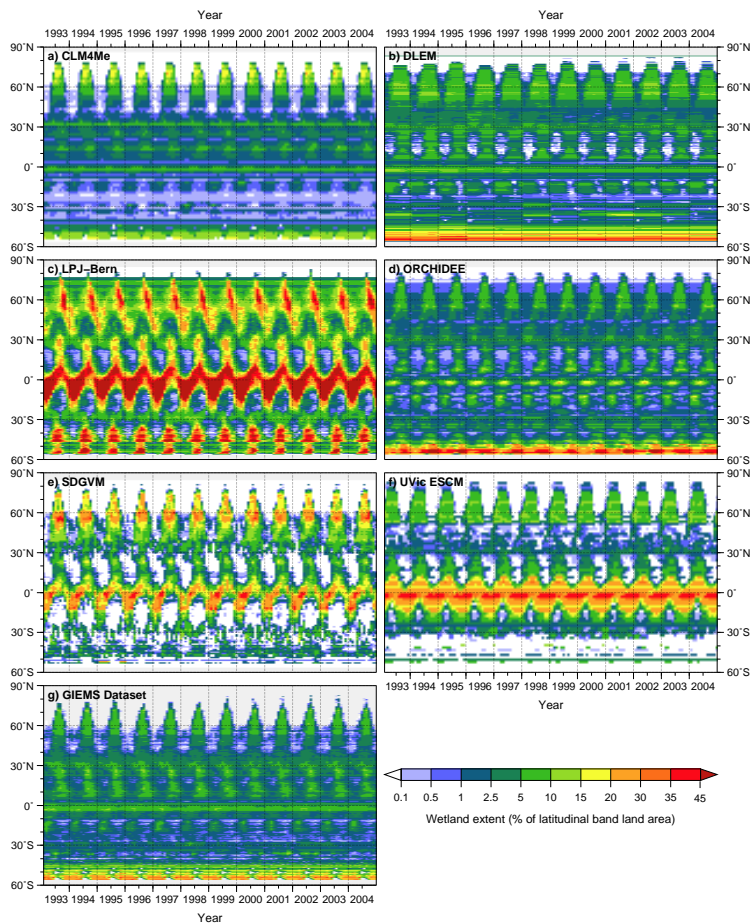 Year
Year
1993 1994 1995 1996 1997 1998 1999 2000 2001 2002 2003 2004
1993 1994 1995 1996 1997 1998 1999 2000 2001 2002 2003 2004
90˚N
60˚N
30˚N
0˚
30˚S
60˚S
a) CLM4Me
90˚N
60˚N
30˚N
0˚
30˚S
60˚S
b) DLEM
90˚N
60˚N
30˚N
0˚
30˚S
60˚S
c) LPJ−Bern
90˚N
60˚N
30˚N
0˚
30˚S
60˚S
d) ORCHIDEE
90˚N
60˚N
30˚N
0˚
30˚S
60˚S
e) SDGVM
90˚N
60˚N
30˚N
0˚
30˚S
60˚S
f) UVic ESCM
1993 1994 1995 1996 1997 1998 1999 2000 2001 2002 2003 2004
Year
90˚N
60˚N
30˚N
0˚
30˚S
60˚S
g) GIEMS Dataset
1993 1994 1995 1996 1997 1998 1999 2000 2001 2002 2003 2004
Year
0.1 0.5 1 2.5 5 10 15 20 30 35 45
Wetland extent (% of latitudinal band land area)